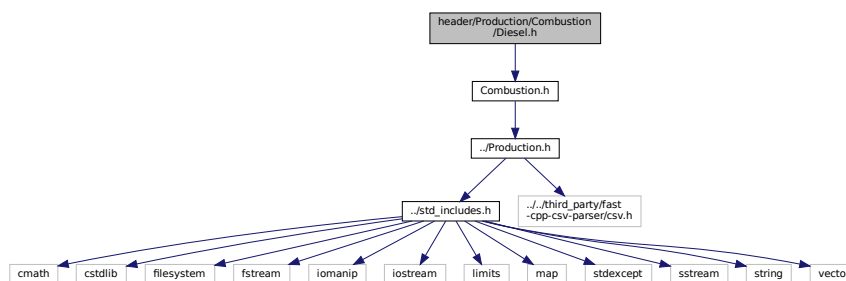 header/Production/Combustion
/Diesel.h
Combustion.h
../Production.h
../std_includes.h
../../third_party/fast
-cpp-csv-parser/csv.h
cmath
cstdlib
filesystem
fstream
iomanip
iostream
limits
map
stdexcept
sstream
string
vecto